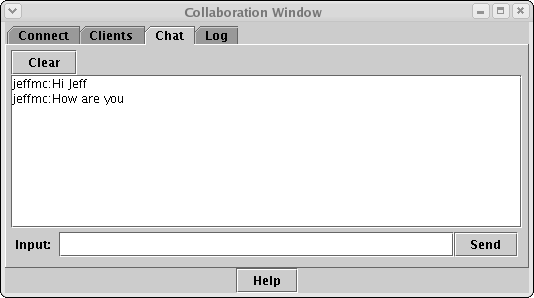 Collaboration Window
Connect Clients Chat Log
Clear
jeffmc:Hi Jeff
jeffmc:How are you
Input: Send
Help